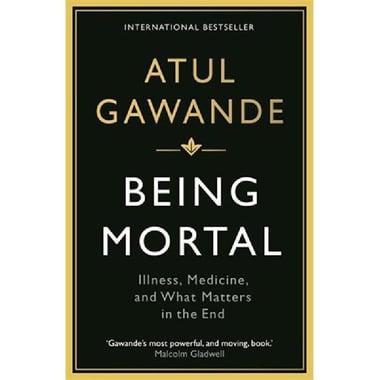 INTERNATIONAL BESTSELLER
ATUL
GAWANDE
BEING
MORTAL
Illness, Medicine,
and What Matters
in the End
‘Gawande's most powerful, and moving, book.’
Malcolm Gladwell